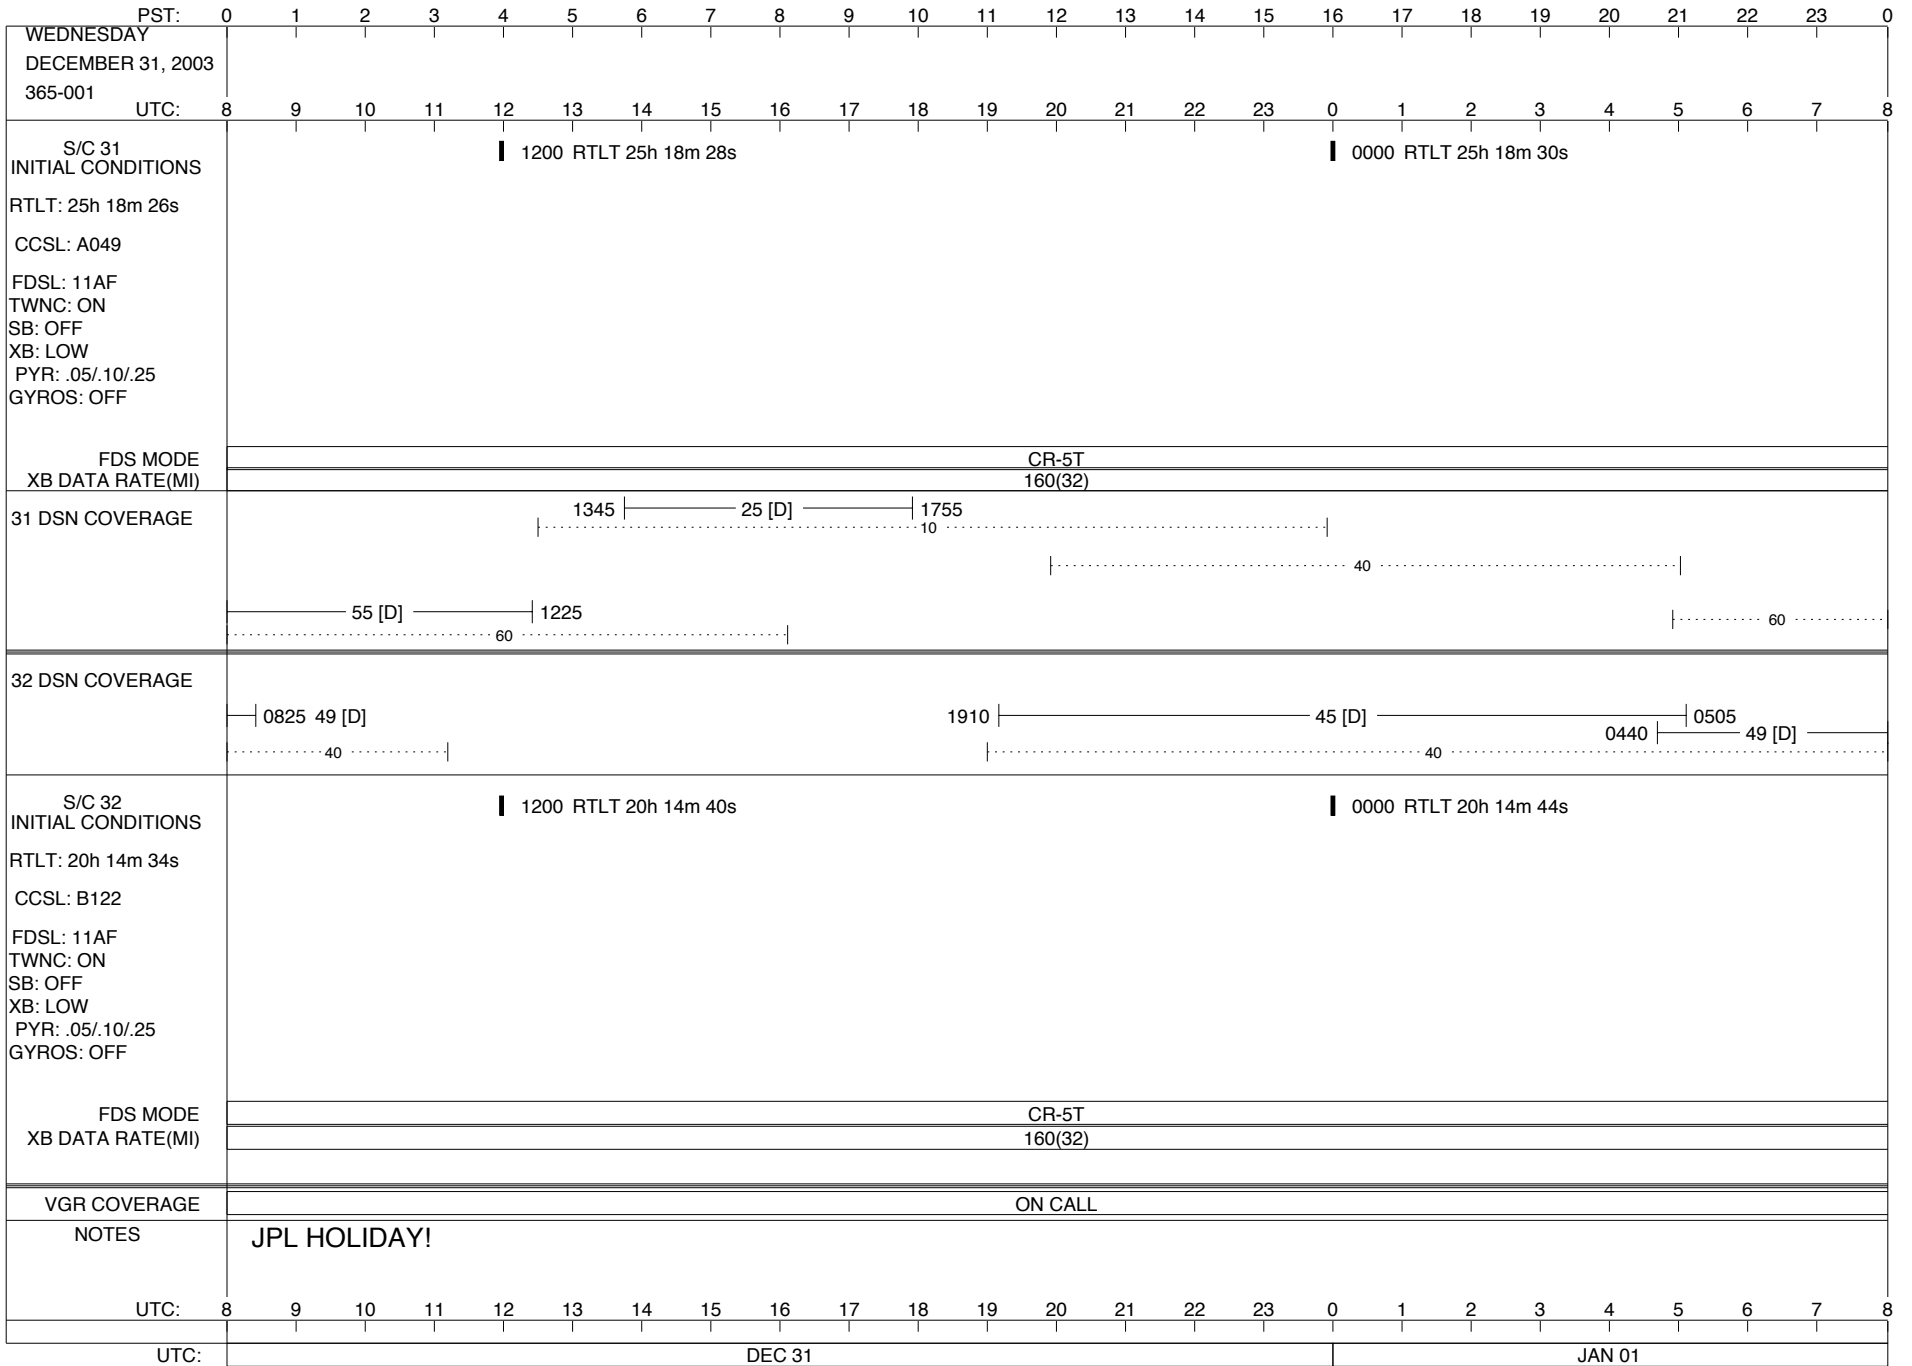 PST: 0 1 2 3 4 5 6 7 8 9 10 11 12 13 14 15 16 17 18 19 20 21 22 23 0
WEDNESDAY
DECEMBER 31, 2003
365-001
UTC: 8 9 10 11 12 13 14 15 16 17 18 19 20 21 22 23 0 1 2 3 4 5 6 7 8
S/C 31
INITIAL CONDITIONS
1200 RTLT 25h 18m 28s
0000 RTLT 25h 18m 30s
RTLT: 25h 18m 26s
CCSL: A049
FDSL: 11AF
TWNC: ON
SB: OFF
XB: LOW
PYR: .05/.10/.25
GYROS: OFF
FDS MODE CR-5T
XB DATA RATE(MI) 160(32)
31 DSN COVERAGE
1345 25 [D] 1755
10
40
55 [D] 1225
60
60
32 DSN COVERAGE
0825 49 [D]
1910 45 [D] 0505
0440 49 [D]
40
40
S/C 32
INITIAL CONDITIONS
1200 RTLT 20h 14m 40s
0000 RTLT 20h 14m 44s
RTLT: 20h 14m 34s
CCSL: B122
FDSL: 11AF
TWNC: ON
SB: OFF
XB: LOW
PYR: .05/.10/.25
GYROS: OFF
FDS MODE CR-5T
XB DATA RATE(MI) 160(32)
VGR COVERAGE ON CALL
NOTES JPL HOLIDAY!
UTC: 8 9 10 11 12 13 14 15 16 17 18 19 20 21 22 23 0 1 2 3 4 5 6 7 8
UTC: DEC 31 JAN 01